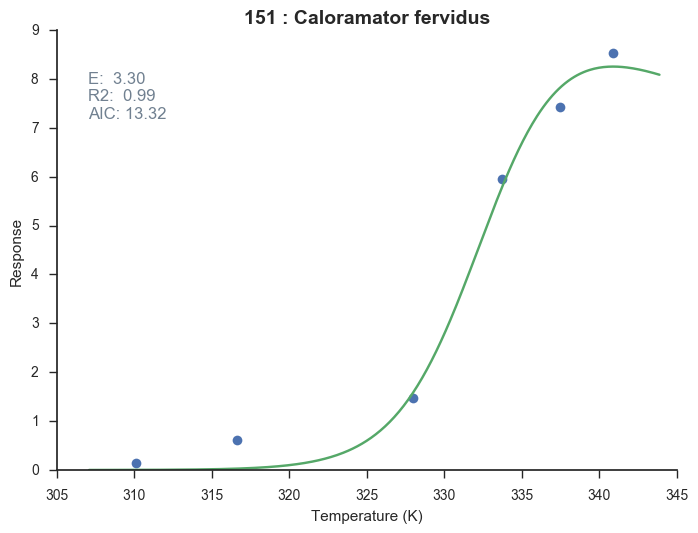 151 : Caloramator fervidus
E: 3.30
R2: 0.99
AIC: 13.32
Response
9
8
7
6
5
4
3
2
1
0
305 310 315 320 325 330 335 340 345
Temperature (K)